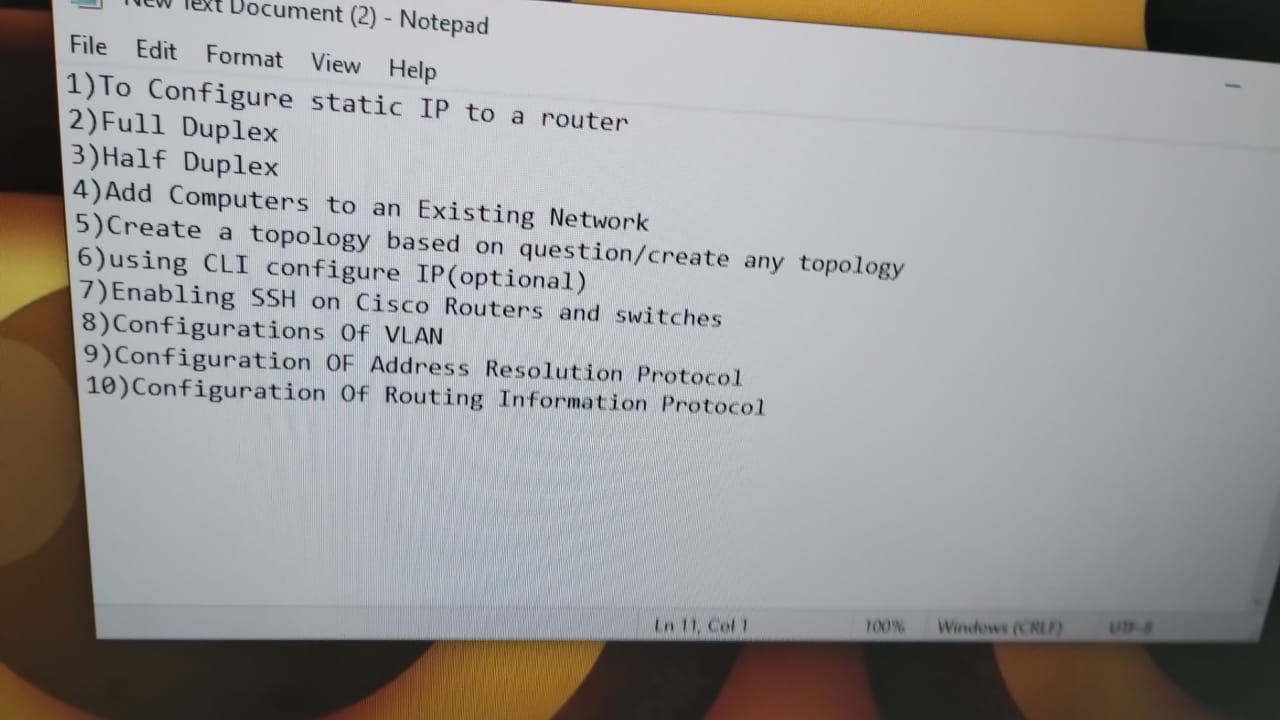 New Text Document (2) - Notepad
File Edit Format View Help
1)To Configure static IP to a router
2)Full Duplex
3)Half Duplex
4)Add Computers to an Existing Network
5)Create a topology based on question/create any topology
6)using CLI configure IP(optional)
7)Enabling SSH on Cisco Routers and switches
8)Configurations Of VLAN
9)Configuration OF Address Resolution Protocol
10)Configuration Of Routing Information Protocol
Ln 11, Col 1 100% Windows (CRLF) UTF-8